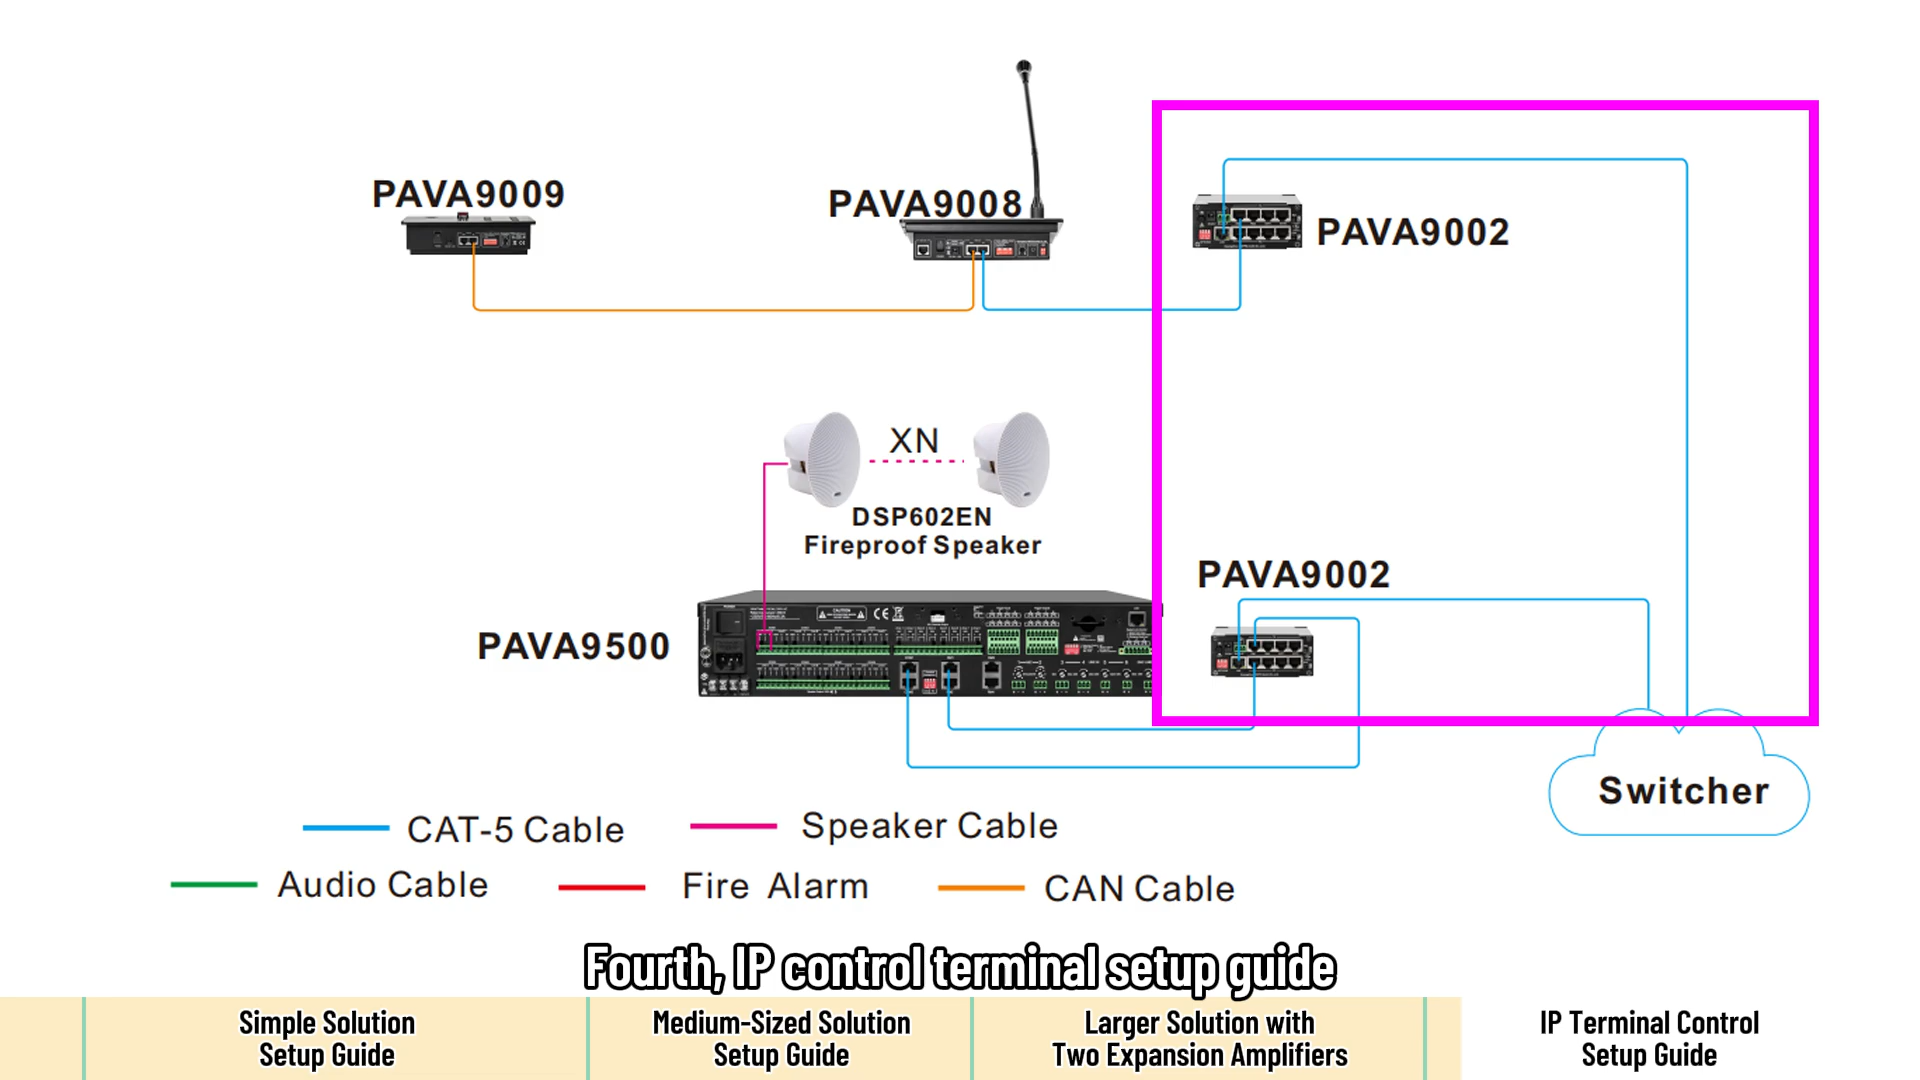 PAVA9009
PAVA9008
PAVA9002
XN
DSP602EN
Fireproof Speaker
PAVA9002
PAVA9500
CAUTION
CE
Switcher
CAT-5 Cable
Speaker Cable
Audio Cable
Fire Alarm
CAN Cable
Fourth, IP control terminal setup guide
Simple Solution
Setup Guide
Medium-Sized Solution
Setup Guide
Larger Solution with
Two Expansion Amplifiers
IP Terminal Control
Setup Guide